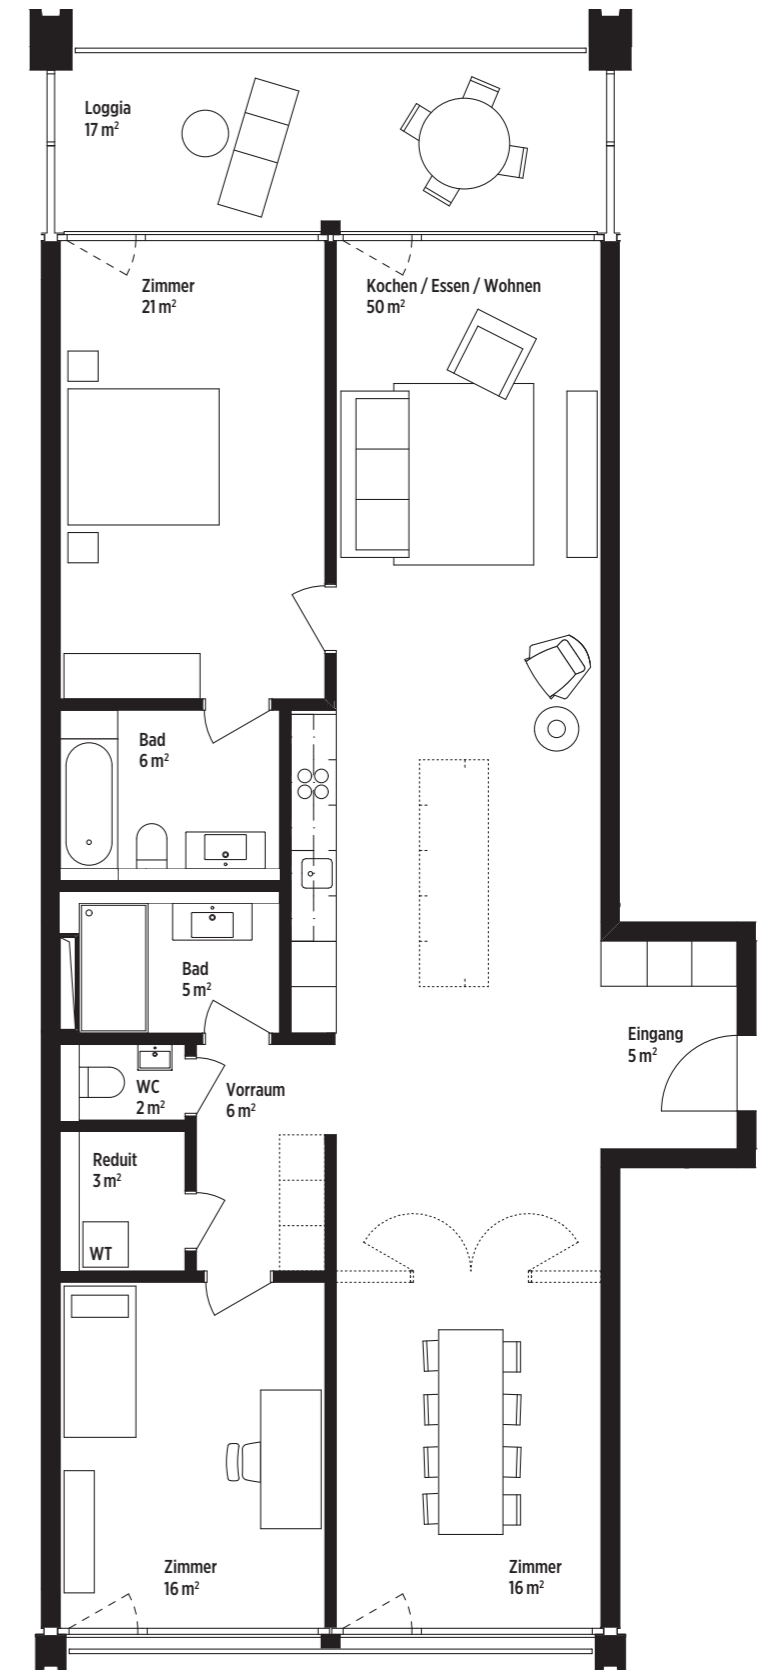 Loggia
17 m²
Zimmer
21 m²
Kochen / Essen / Wohnen
50 m²
Bad
6 m²
Bad
5 m²
Eingang
5 m²
WC
2 m²
Vorraum
6 m²
Reduit
3 m²
WT
Zimmer
16 m²
Zimmer
16 m²